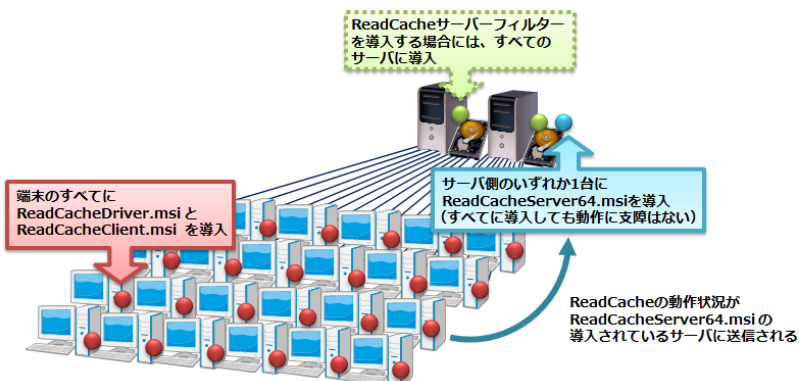 ReadCacheサーバーフィルター
を導入する場合には、すべての
サーバに導入
サーバ側のいずれか1台に
ReadCacheServer64.msiを導入
（すべてに導入しても動作に支障はない）
端末のすべてに
ReadCacheDriver.msi と
ReadCacheClient.msi を導入
ReadCacheの動作状況が
ReadCacheServer64.msi の
導入されているサーバに送信される